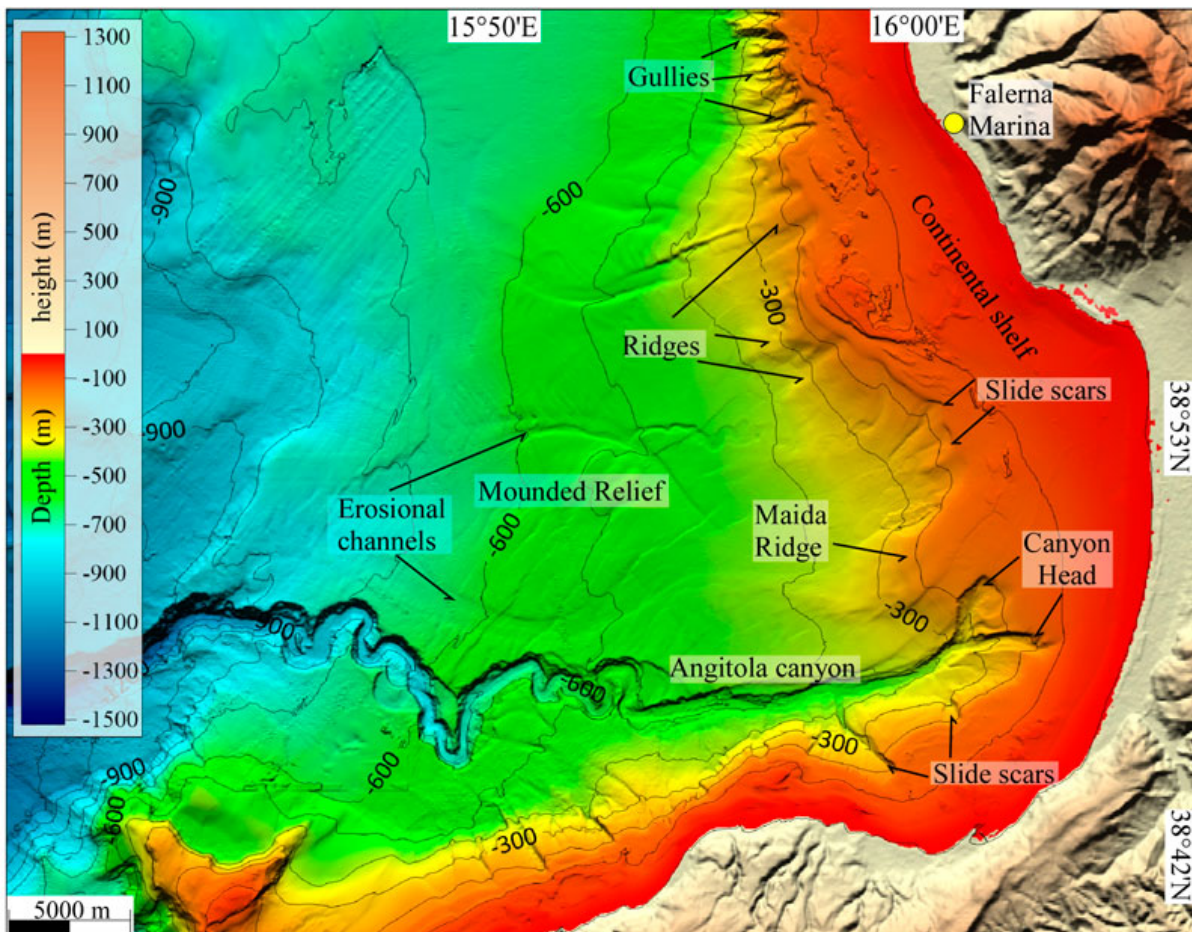 15°50'E
16°00'E
1300
1100
900
700
500
300
100
-100
-300
-500
-700
-900
-1100
-1300
-1500
height (m)
Depth (m)
Gullies
Falerna
Marina
-900
-600
Continental shelf
-300
Ridges
Slide scars
38°53'N
-900
Mounded Relief
Erosional
channels
-600
Maida
Ridge
Canyon
Head
-300
-900
Angitola canyon
-600
-300
-600
Slide scars
-900
-300
38°42'N
5000 m